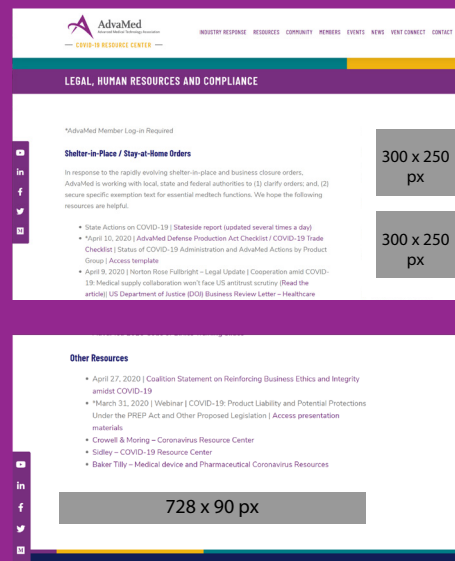 AdvaMed
Advanced Medical Technology Association
— COVID-19 RESOURCE CENTER —
INDUSTRY RESPONSE RESOURCES COMMUNITY MEMBERS EVENTS NEWS VENT CONNECT CONTACT
LEGAL, HUMAN RESOURCES AND COMPLIANCE
*AdvaMed Member Log-in Required
Shelter-in-Place / Stay-at-Home Orders
In response to the rapidly evolving shelter-in-place and business closure orders,
AdvaMed is working with local, state and federal authorities to (1) clarify orders; and, (2)
secure specific exemption text for essential medtech functions. We hope the following
resources are helpful.
• State Actions on COVID-19 | Stateside report (updated several times a day)
• *April 10, 2020 | AdvaMed Defense Production Act Checklist / COVID-19 Trade
Checklist | Status of COVID-19 Administration and AdvaMed Actions by Product
Group | Access template
• April 9, 2020 | Norton Rose Fullbright – Legal Update | Cooperation amid COVID-
19: Medical supply collaboration won't face US antitrust scrutiny (Read the
article)| US Department of Justice (DOJ) Business Review Letter – Healthcare
300 x 250
px
300 x 250
px
Other Resources
• April 27, 2020 | Coalition Statement on Reinforcing Business Ethics and Integrity
amidst COVID-19
• *March 31, 2020 | Webinar | COVID-19: Product Liability and Potential Protections
Under the PREP Act and Other Proposed Legislation | Access presentation
materials
• Crowell & Moring – Coronavirus Resource Center
• Sidley – COVID-19 Resource Center
• Baker Tilly – Medical device and Pharmaceutical Coronavirus Resources
728 x 90 px